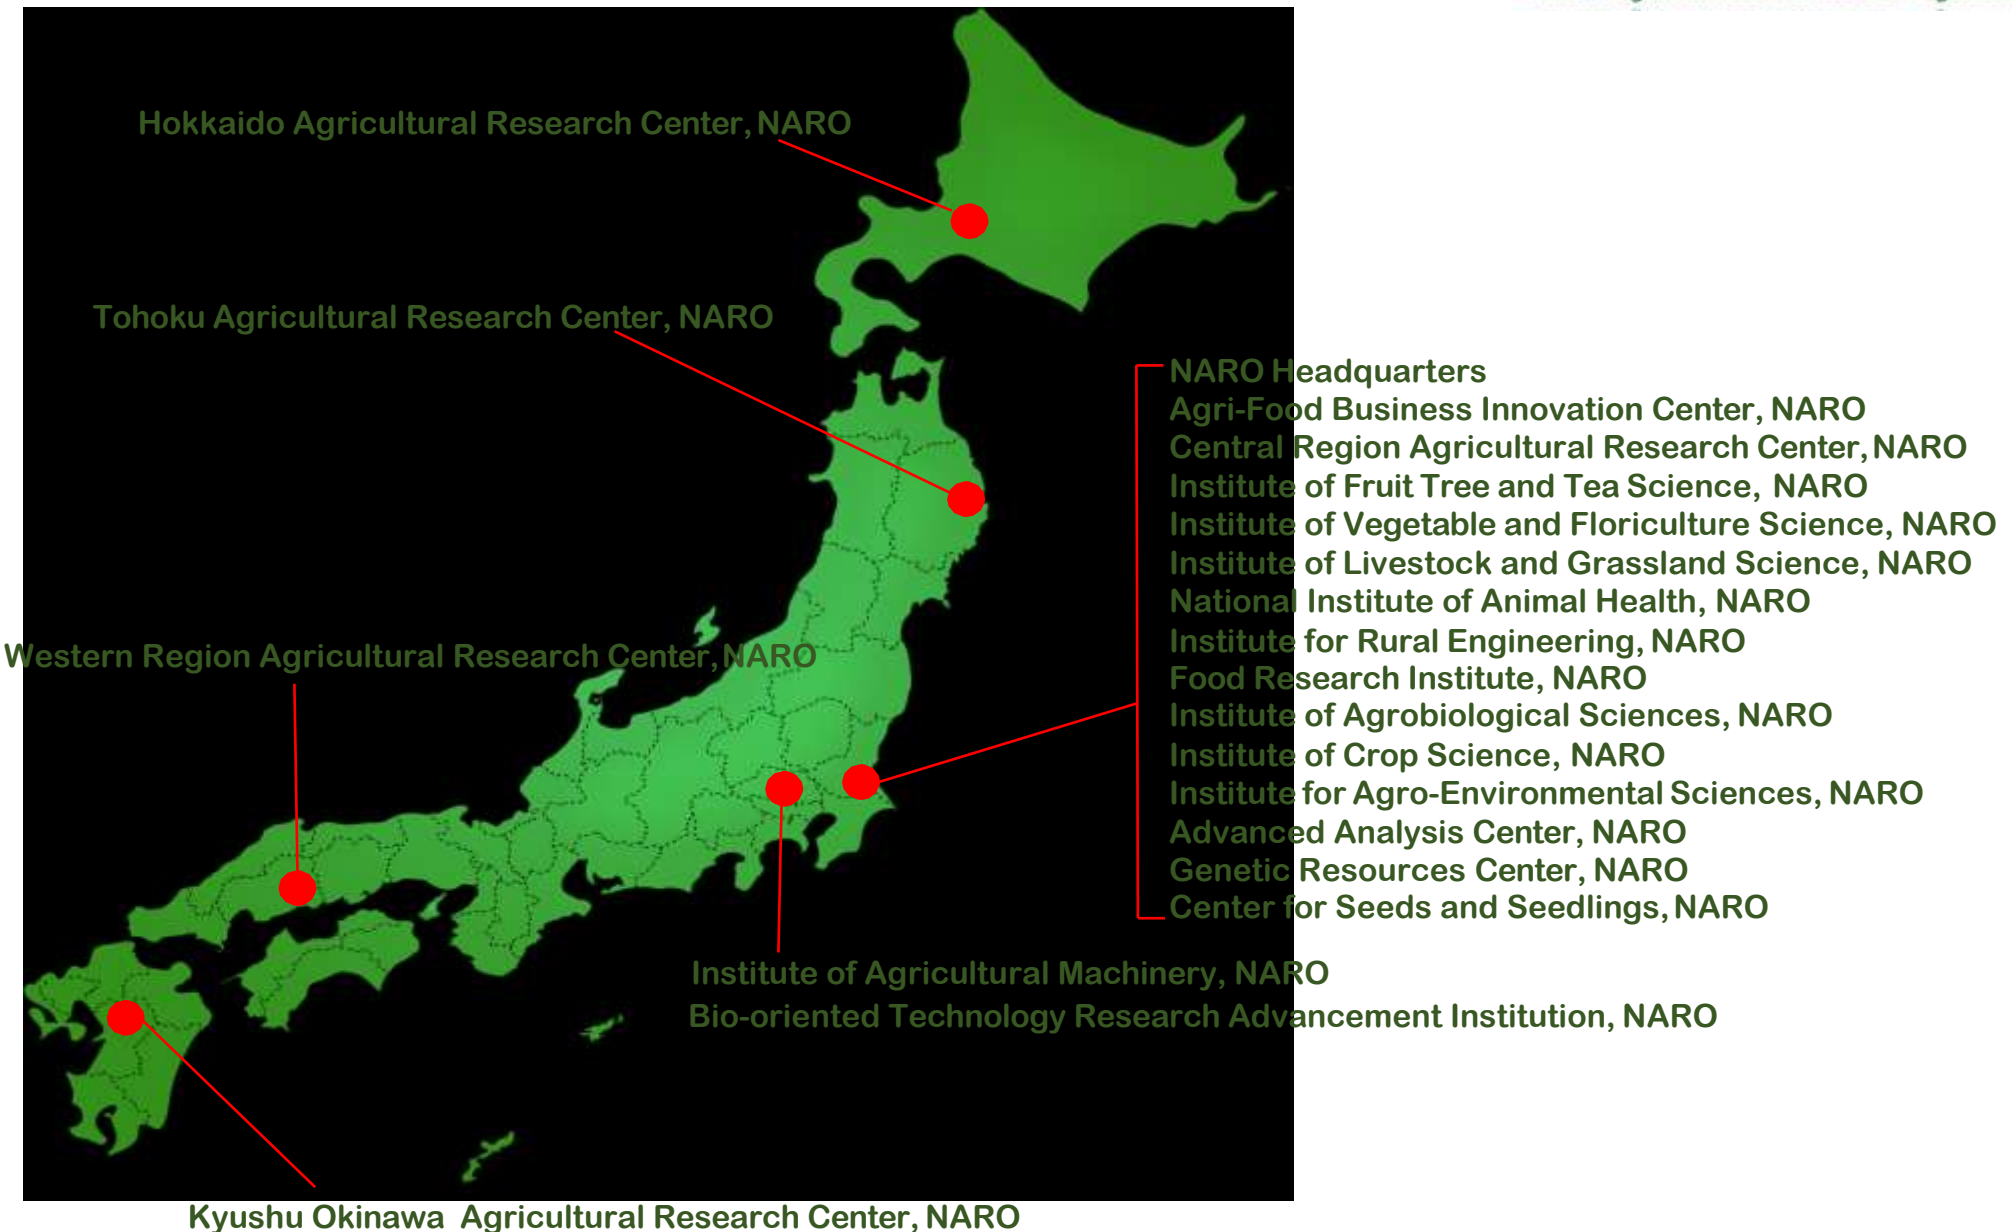 Hokkaido Agricultural Research Center, NARO
Tohoku Agricultural Research Center, NARO
NARO Headquarters
Agri-Food Business Innovation Center, NARO
Central Region Agricultural Research Center, NARO
Institute of Fruit Tree and Tea Science, NARO
Institute of Vegetable and Floriculture Science, NARO
Institute of Livestock and Grassland Science, NARO
National Institute of Animal Health, NARO
Institute for Rural Engineering, NARO
Food Research Institute, NARO
Institute of Agrobiological Sciences, NARO
Institute of Crop Science, NARO
Institute for Agro-Environmental Sciences, NARO
Advanced Analysis Center, NARO
Genetic Resources Center, NARO
Center for Seeds and Seedlings, NARO
Western Region Agricultural Research Center, NARO
Institute of Agricultural Machinery, NARO
Bio-oriented Technology Research Advancement Institution, NARO
Kyushu Okinawa Agricultural Research Center, NARO